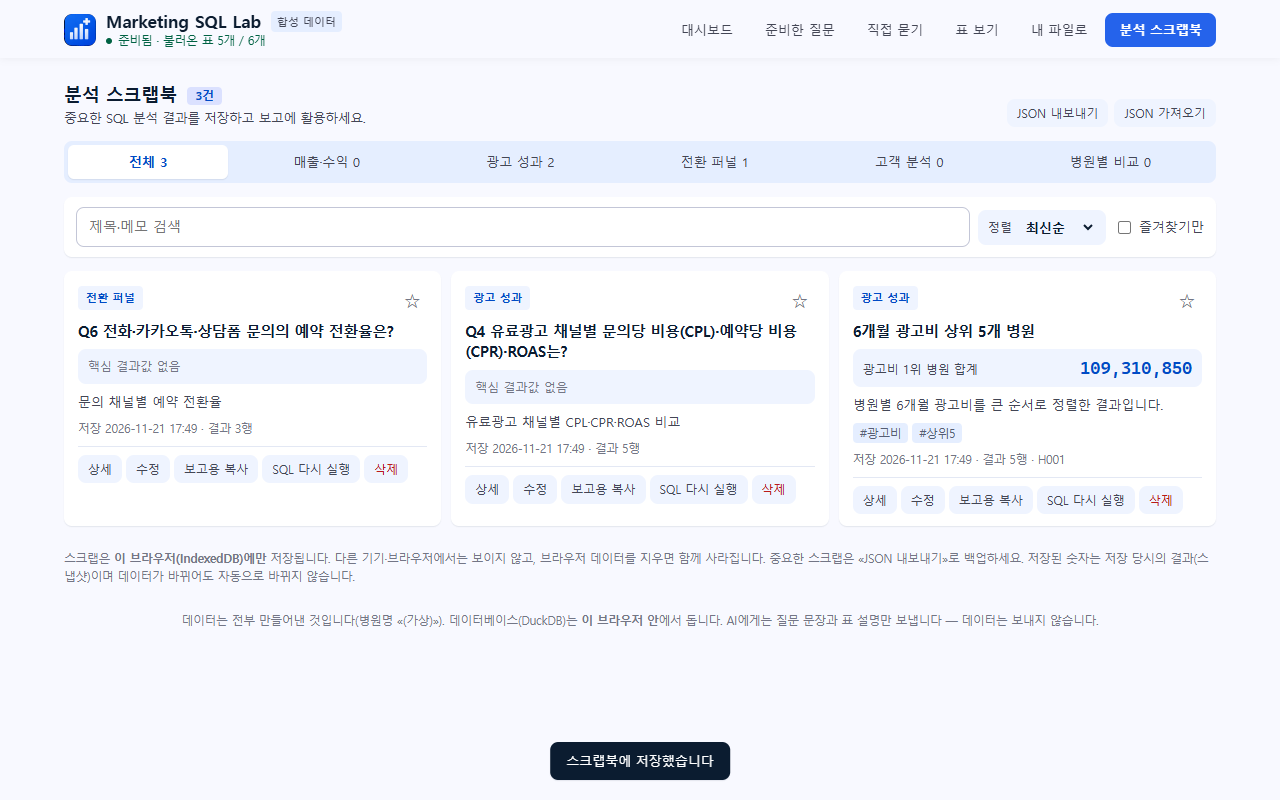 Marketing SQL Lab 합성 데이터
준비됨 · 불러온 표 5개 / 6개
대시보드 준비한 질문 직접 묻기 표 보기 내 파일로 분석 스크랩북
분석 스크랩북 3건
중요한 SQL 분석 결과를 저장하고 보고에 활용하세요.
JSON 내보내기 JSON 가져오기
전체 3 매출·수익 0 광고 성과 2 전환 퍼널 1 고객 분석 0 병원별 비교 0
제목·메모 검색 정렬 최신순 즐겨찾기만
전환 퍼널
Q6 전화·카카오톡·상담폼 문의의 예약 전환율은?
핵심 결과값 없음
문의 채널별 예약 전환율
저장 2026-11-21 17:49 · 결과 3행
상세 수정 보고용 복사 SQL 다시 실행 삭제
광고 성과
Q4 유료광고 채널별 문의당 비용(CPL)·예약당 비용
(CPR)·ROAS는?
핵심 결과값 없음
유료광고 채널별 CPL·CPR·ROAS 비교
저장 2026-11-21 17:49 · 결과 5행
상세 수정 보고용 복사 SQL 다시 실행 삭제
광고 성과
6개월 광고비 상위 5개 병원
광고비 1위 병원 합계 109,310,850
병원별 6개월 광고비를 큰 순서로 정렬한 결과입니다.
#광고비 #상위5
저장 2026-11-21 17:49 · 결과 5행 · H001
상세 수정 보고용 복사 SQL 다시 실행 삭제
스크랩은 이 브라우저(IndexedDB)에만 저장됩니다. 다른 기기·브라우저에서는 보이지 않고, 브라우저 데이터를 지우면 함께 사라집니다. 중요한 스크랩은 «JSON 내보내기»로 백업하세요. 저장된 숫자는 저장 당시의 결과(스
냅샷)이며 데이터가 바뀌어도 자동으로 바뀌지 않습니다.
데이터는 전부 만들어낸 것입니다(병원명 «(가상)»). 데이터베이스(DuckDB)는 이 브라우저 안에서 돕니다. AI에게는 질문 문장과 표 설명만 보냅니다 — 데이터는 보내지 않습니다.
스크랩북에 저장했습니다